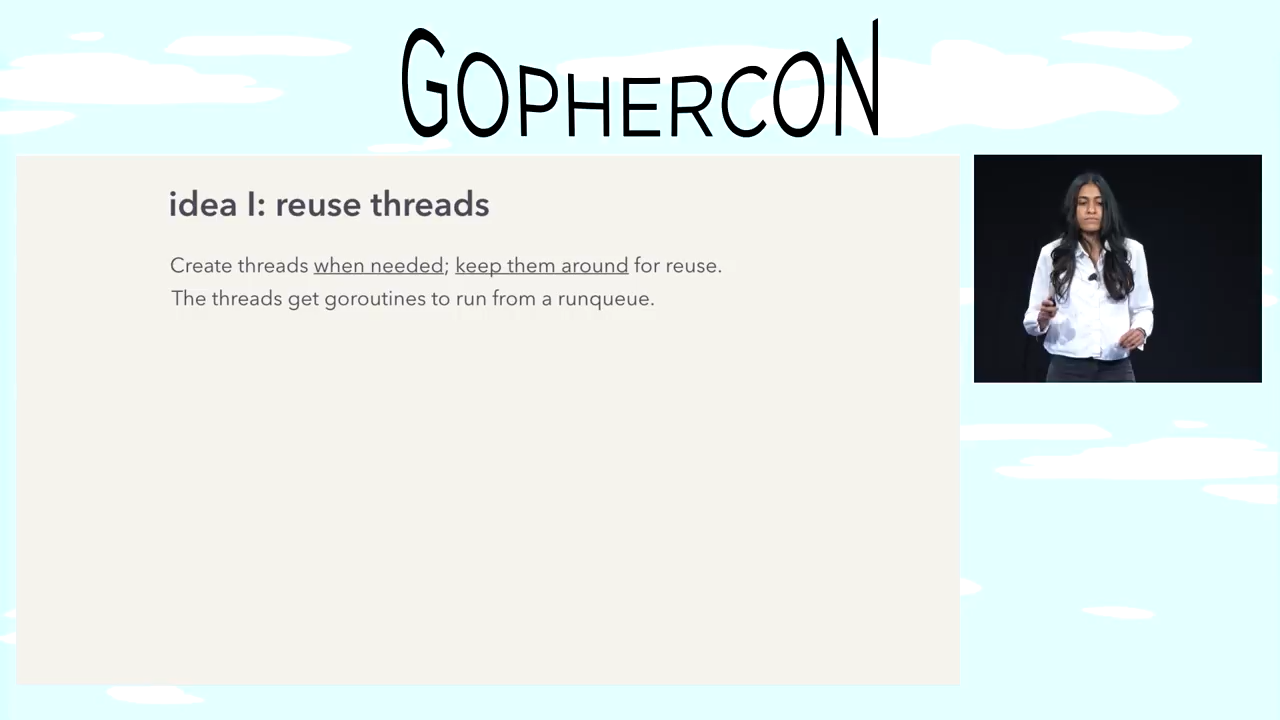 GOPHERCON
idea I: reuse threads
Create threads when needed; keep them around for reuse.
The threads get goroutines to run from a runqueue.